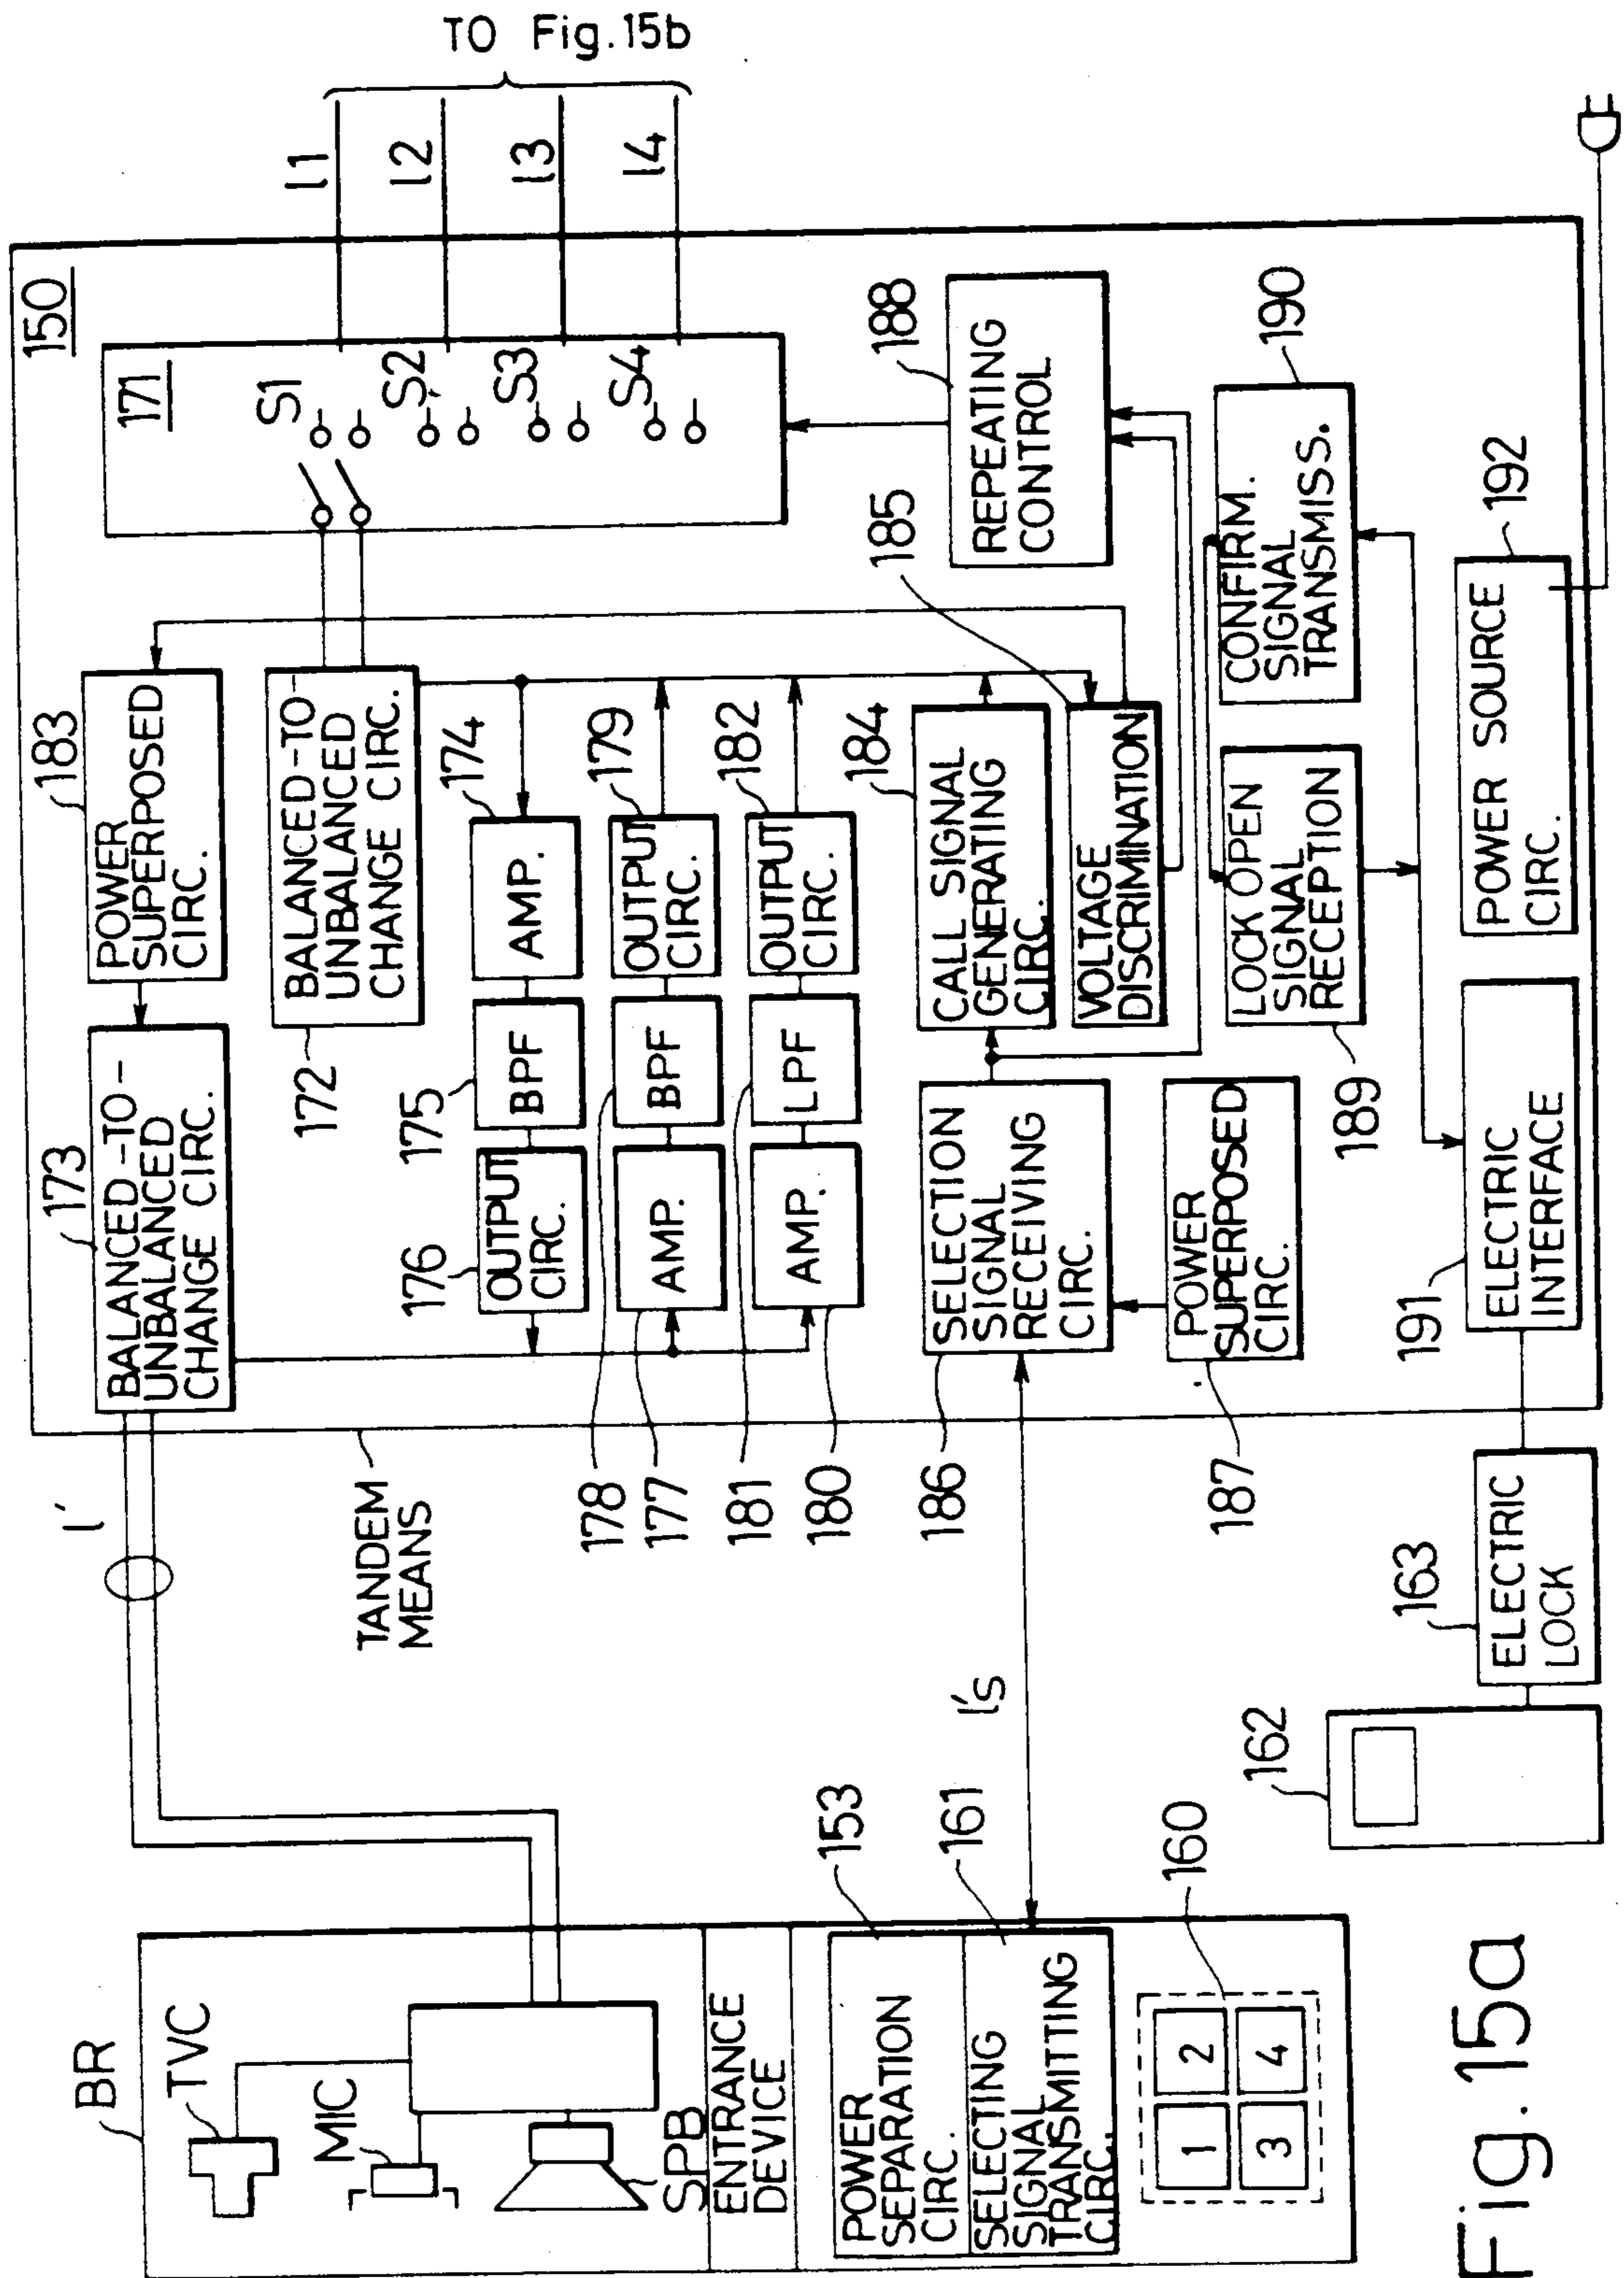 TO Fig.15b
150
171
l1
l2
l3
l4
S1
S2
S3
S4
173
BALANCED-TO-
UNBALANCED
CHANGE CIRC.
183
POWER
SUPERPOSED
CIRC.
172
BALANCED-TO-
UNBALANCED
CHANGE CIRC.
174
AMP.
175
BPF
176
OUTPUT
CIRC.
177
AMP.
178
BPF
179
OUTPUT
CIRC.
180
AMP.
181
LPF
182
OUTPUT
CIRC.
184
CALL SIGNAL
GENERATING
CIRC.
185
VOLTAGE
DISCRIMINATION
186
SELECTION
SIGNAL
RECEIVING
CIRC.
187
POWER
SUPERPOSED
CIRC.
188
REPEATING
CONTROL
189
LOCK OPEN
SIGNAL
RECEPTION
190
CONFIRM.
SIGNAL
TRANSMISS.
191
ELECTRIC
INTERFACE
192
POWER SOURCE
CIRC.
l'
TANDEM
MEANS
l's
163
ELECTRIC
LOCK
162
BR
TVC
MIC
SPB
ENTRANCE
DEVICE
153
POWER
SEPARATION
CIRC.
161
SELECTING
SIGNAL
TRANSMITTING
CIRC.
160
1
2
3
4
Fig. 15a